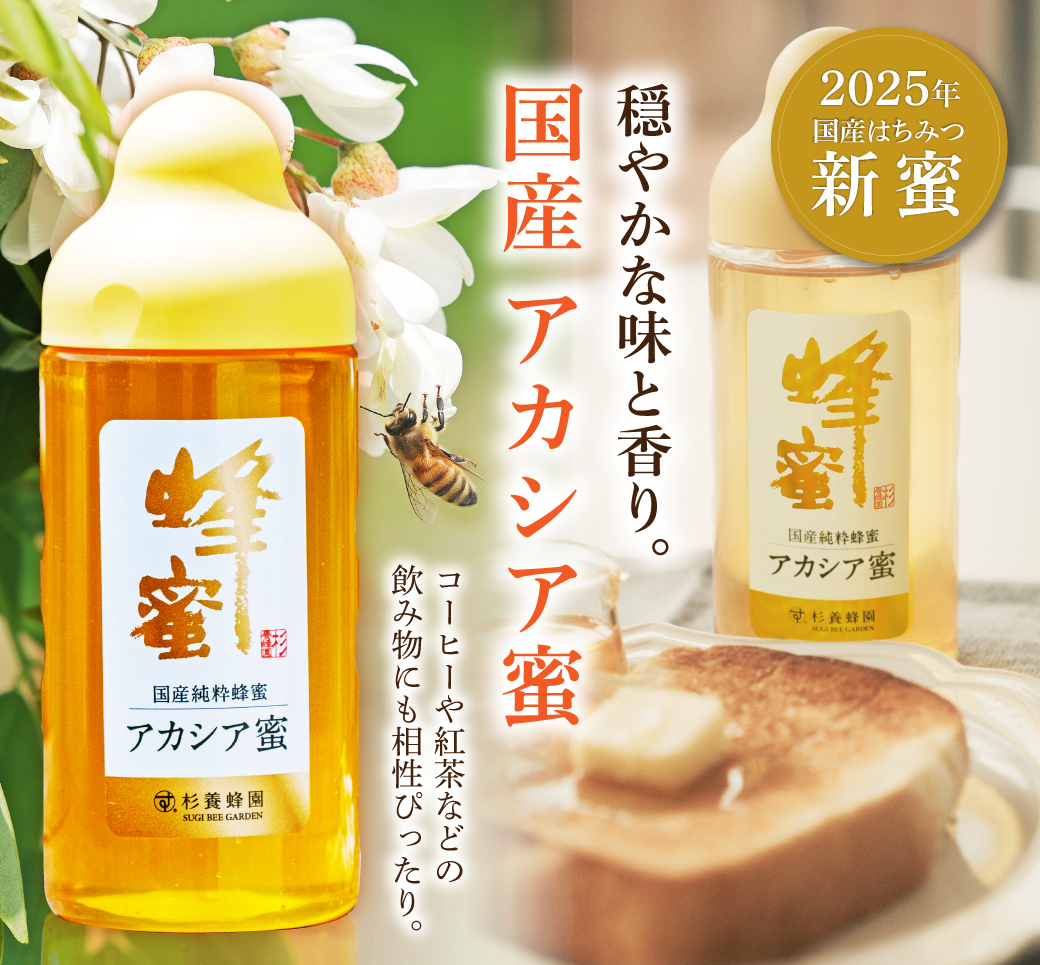 2025年
国産はちみつ
新蜜
穏やかな味と香り。
国産 アカシア蜜
コーヒーや紅茶などの
飲み物にも相性ぴったり。
蜂蜜
国産純粋蜂蜜
アカシア蜜
杉養蜂園
SUGI BEE GARDEN
蜂蜜
国産純粋蜂蜜
アカシア蜜
杉養蜂園
SUGI BEE GARDEN